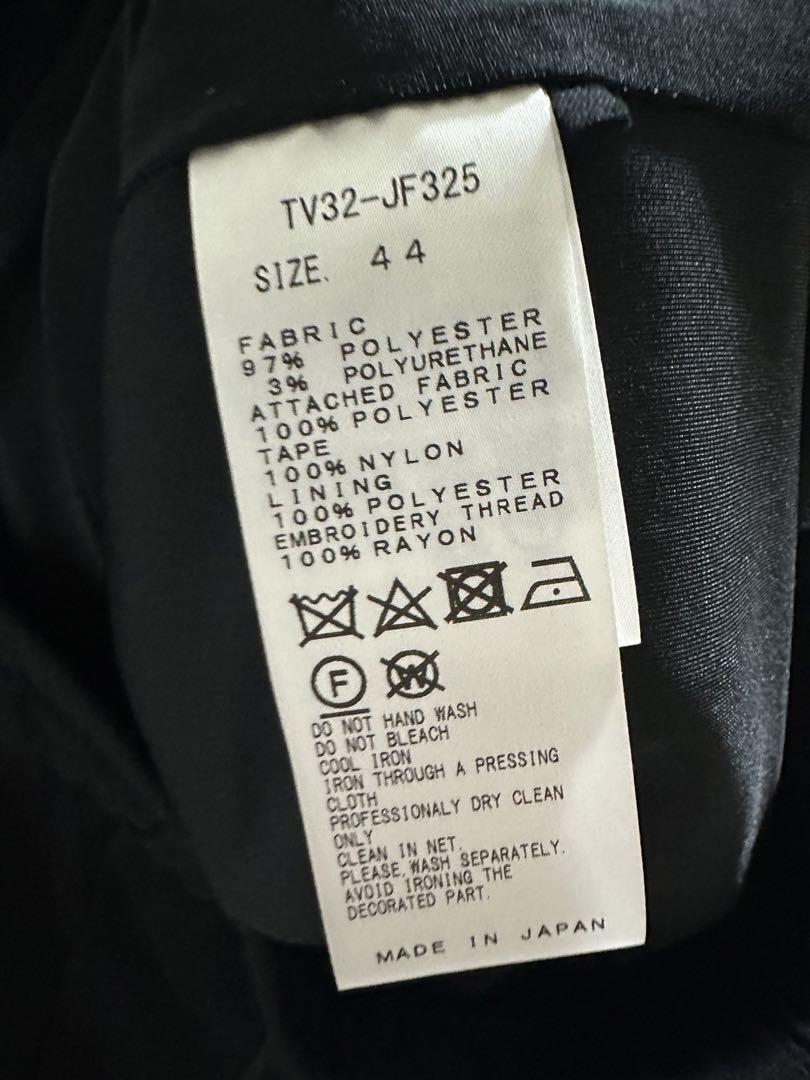 TV32-JF325
SIZE. 44
FABRIC
97% POLYESTER
3% POLYURETHANE
ATTACHED FABRIC
100% POLYESTER
TAPE
100% NYLON
LINING
100% POLYESTER
EMBROIDERY THREAD
100% RAYON
F W
DO NOT HAND WASH
DO NOT BLEACH
COOL IRON
IRON THROUGH A PRESSING
CLOTH
PROFESSIONALY DRY CLEAN
ONLY
CLEAN IN NET.
PLEASE,WASH SEPARATELY.
AVOID IRONING THE
DECORATED PART.
MADE IN JAPAN